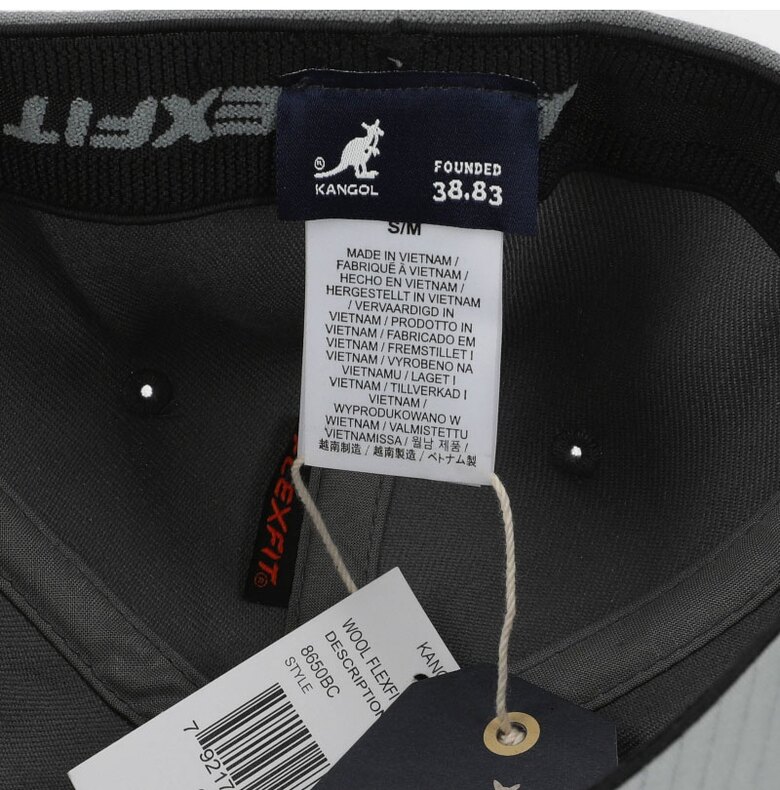 FLEXFIT
®
KANGOL
FOUNDED
38.83
S/M
MADE IN VIETNAM /
FABRIQUÉ À VIETNAM /
HECHO EN VIETNAM /
HERGESTELLT IN VIETNAM
/ VERVAARDIGD IN
VIETNAM / PRODOTTO IN
VIETNAM / FABRICADO EM
VIETNAM / FREMSTILLET I
VIETNAM / VYROBENO NA
VIETNAMU / LAGET I
VIETNAM / TILLVERKAD I
VIETNAM /
WYPRODUKOWANO W
WIETNAM / VALMISTETTU
VIETNAMISSA / 월남 제품 /
越南制造 / 越南製造 / ベトナム製
FLEXFIT®
KANG
WOOL FLEXFI
DESCRIPTION
8650BC
STYLE
7 9217